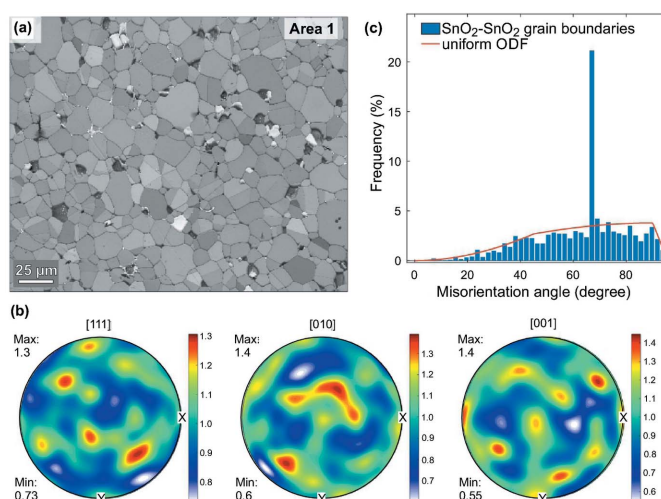 (a)
Area 1
25 µm
(c)
SnO₂-SnO₂ grain boundaries
uniform ODF
Frequency (%)
20
15
10
5
0
0
20
40
60
80
Misorientation angle (degree)
(b)
[111]
Max:
1.3
Min:
0.73
X
1.3
1.2
1.1
1.0
0.9
0.8
[010]
Max:
1.4
Min:
0.6
X
1.3
1.2
1.1
1.0
0.9
0.8
0.7
[001]
Max:
1.4
Min:
0.55
X
1.4
1.3
1.2
1.1
1.0
0.9
0.8
0.7
0.6